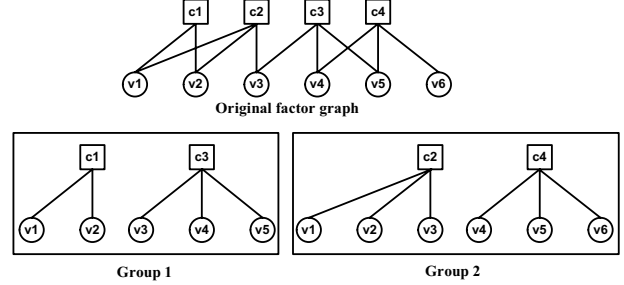 c1 c2 c3 c4
v1 v2 v3 v4 v5 v6
Original factor graph
c1 c3 c2 c4
v1 v2 v3 v4 v5 v1 v2 v3 v4 v5 v6
Group 1 Group 2